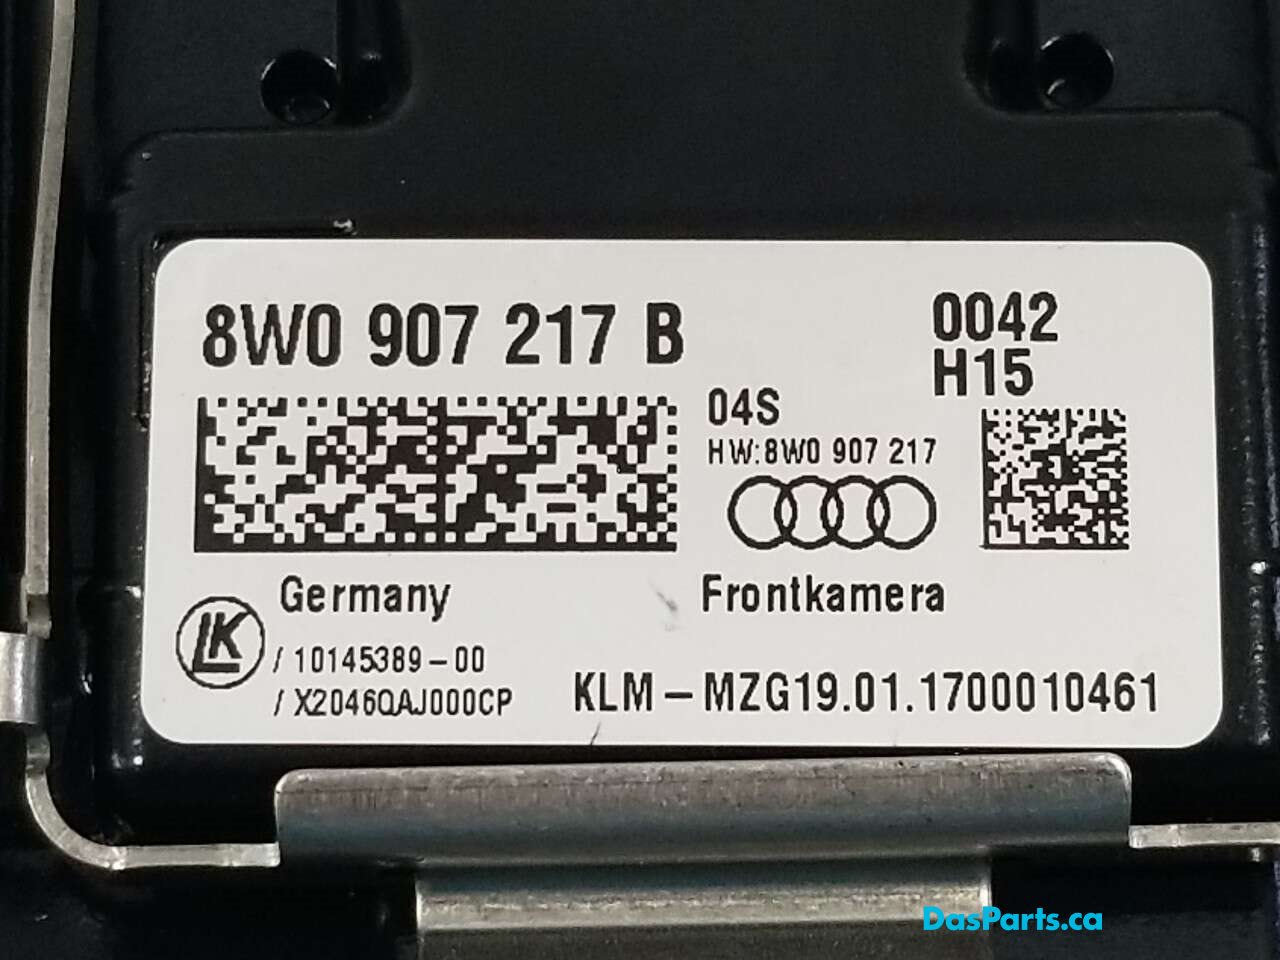 8W0 907 217 B
0042
H15
04S
HW:8W0 907 217
Germany
Frontkamera
LK
/ 10145389-00
/ X2046QAJ000CP
KLM-MZG19.01.1700010461
DasParts.ca